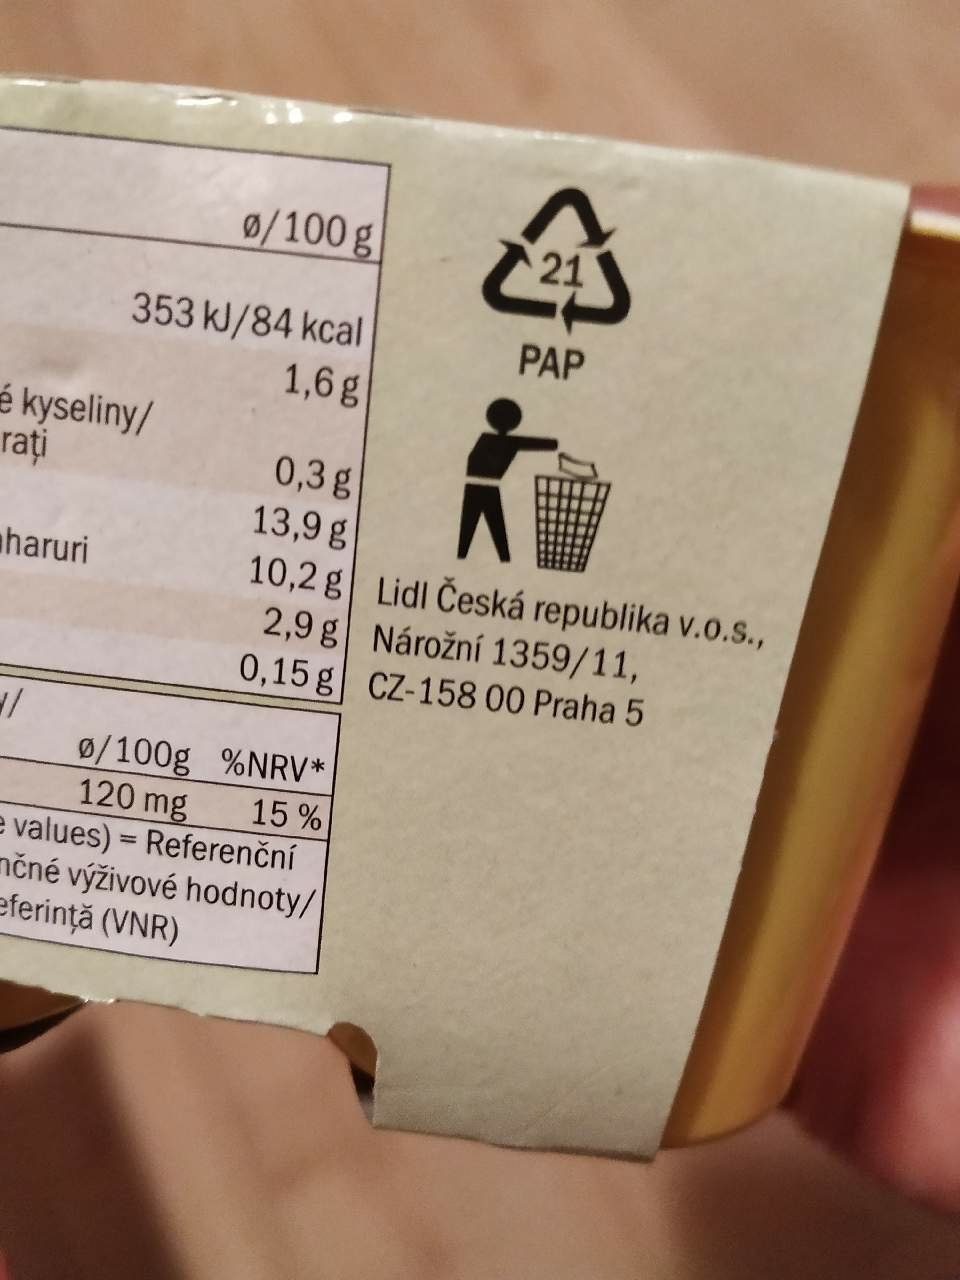 ø/100 g
353 kJ/84 kcal
1,6 g
é kyseliny/
rați
0,3 g
13,9 g
haruri
10,2 g
2,9 g
0,15 g
y/
ø/100g %NRV*
120 mg 15 %
e values) = Referenční
nčné výživové hodnoty/
eferință (VNR)
21
PAP
Lidl Česká republika v.o.s.,
Nárožní 1359/11,
CZ-158 00 Praha 5